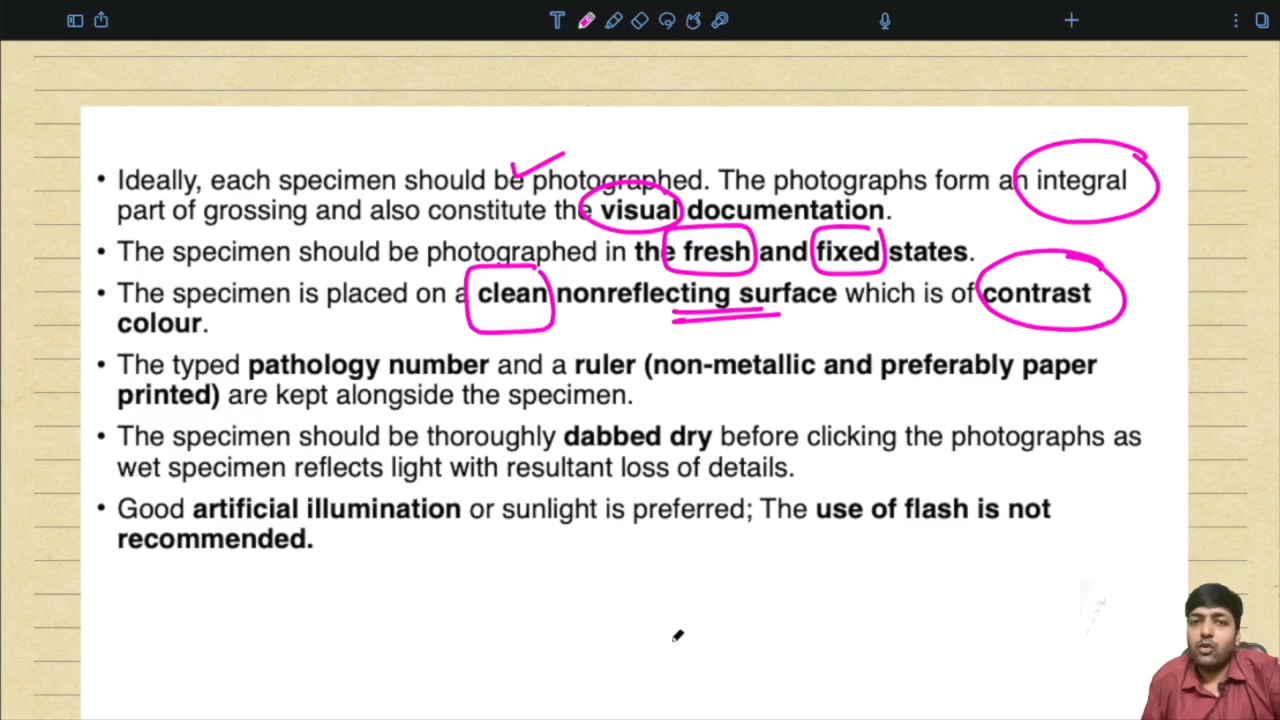 • Ideally, each specimen should be photographed. The photographs form an integral
part of grossing and also constitute the visual documentation.
• The specimen should be photographed in the fresh and fixed states.
• The specimen is placed on a clean nonreflecting surface which is of contrast
colour.
• The typed pathology number and a ruler (non-metallic and preferably paper
printed) are kept alongside the specimen.
• The specimen should be thoroughly dabbed dry before clicking the photographs as
wet specimen reflects light with resultant loss of details.
• Good artificial illumination or sunlight is preferred; The use of flash is not
recommended.